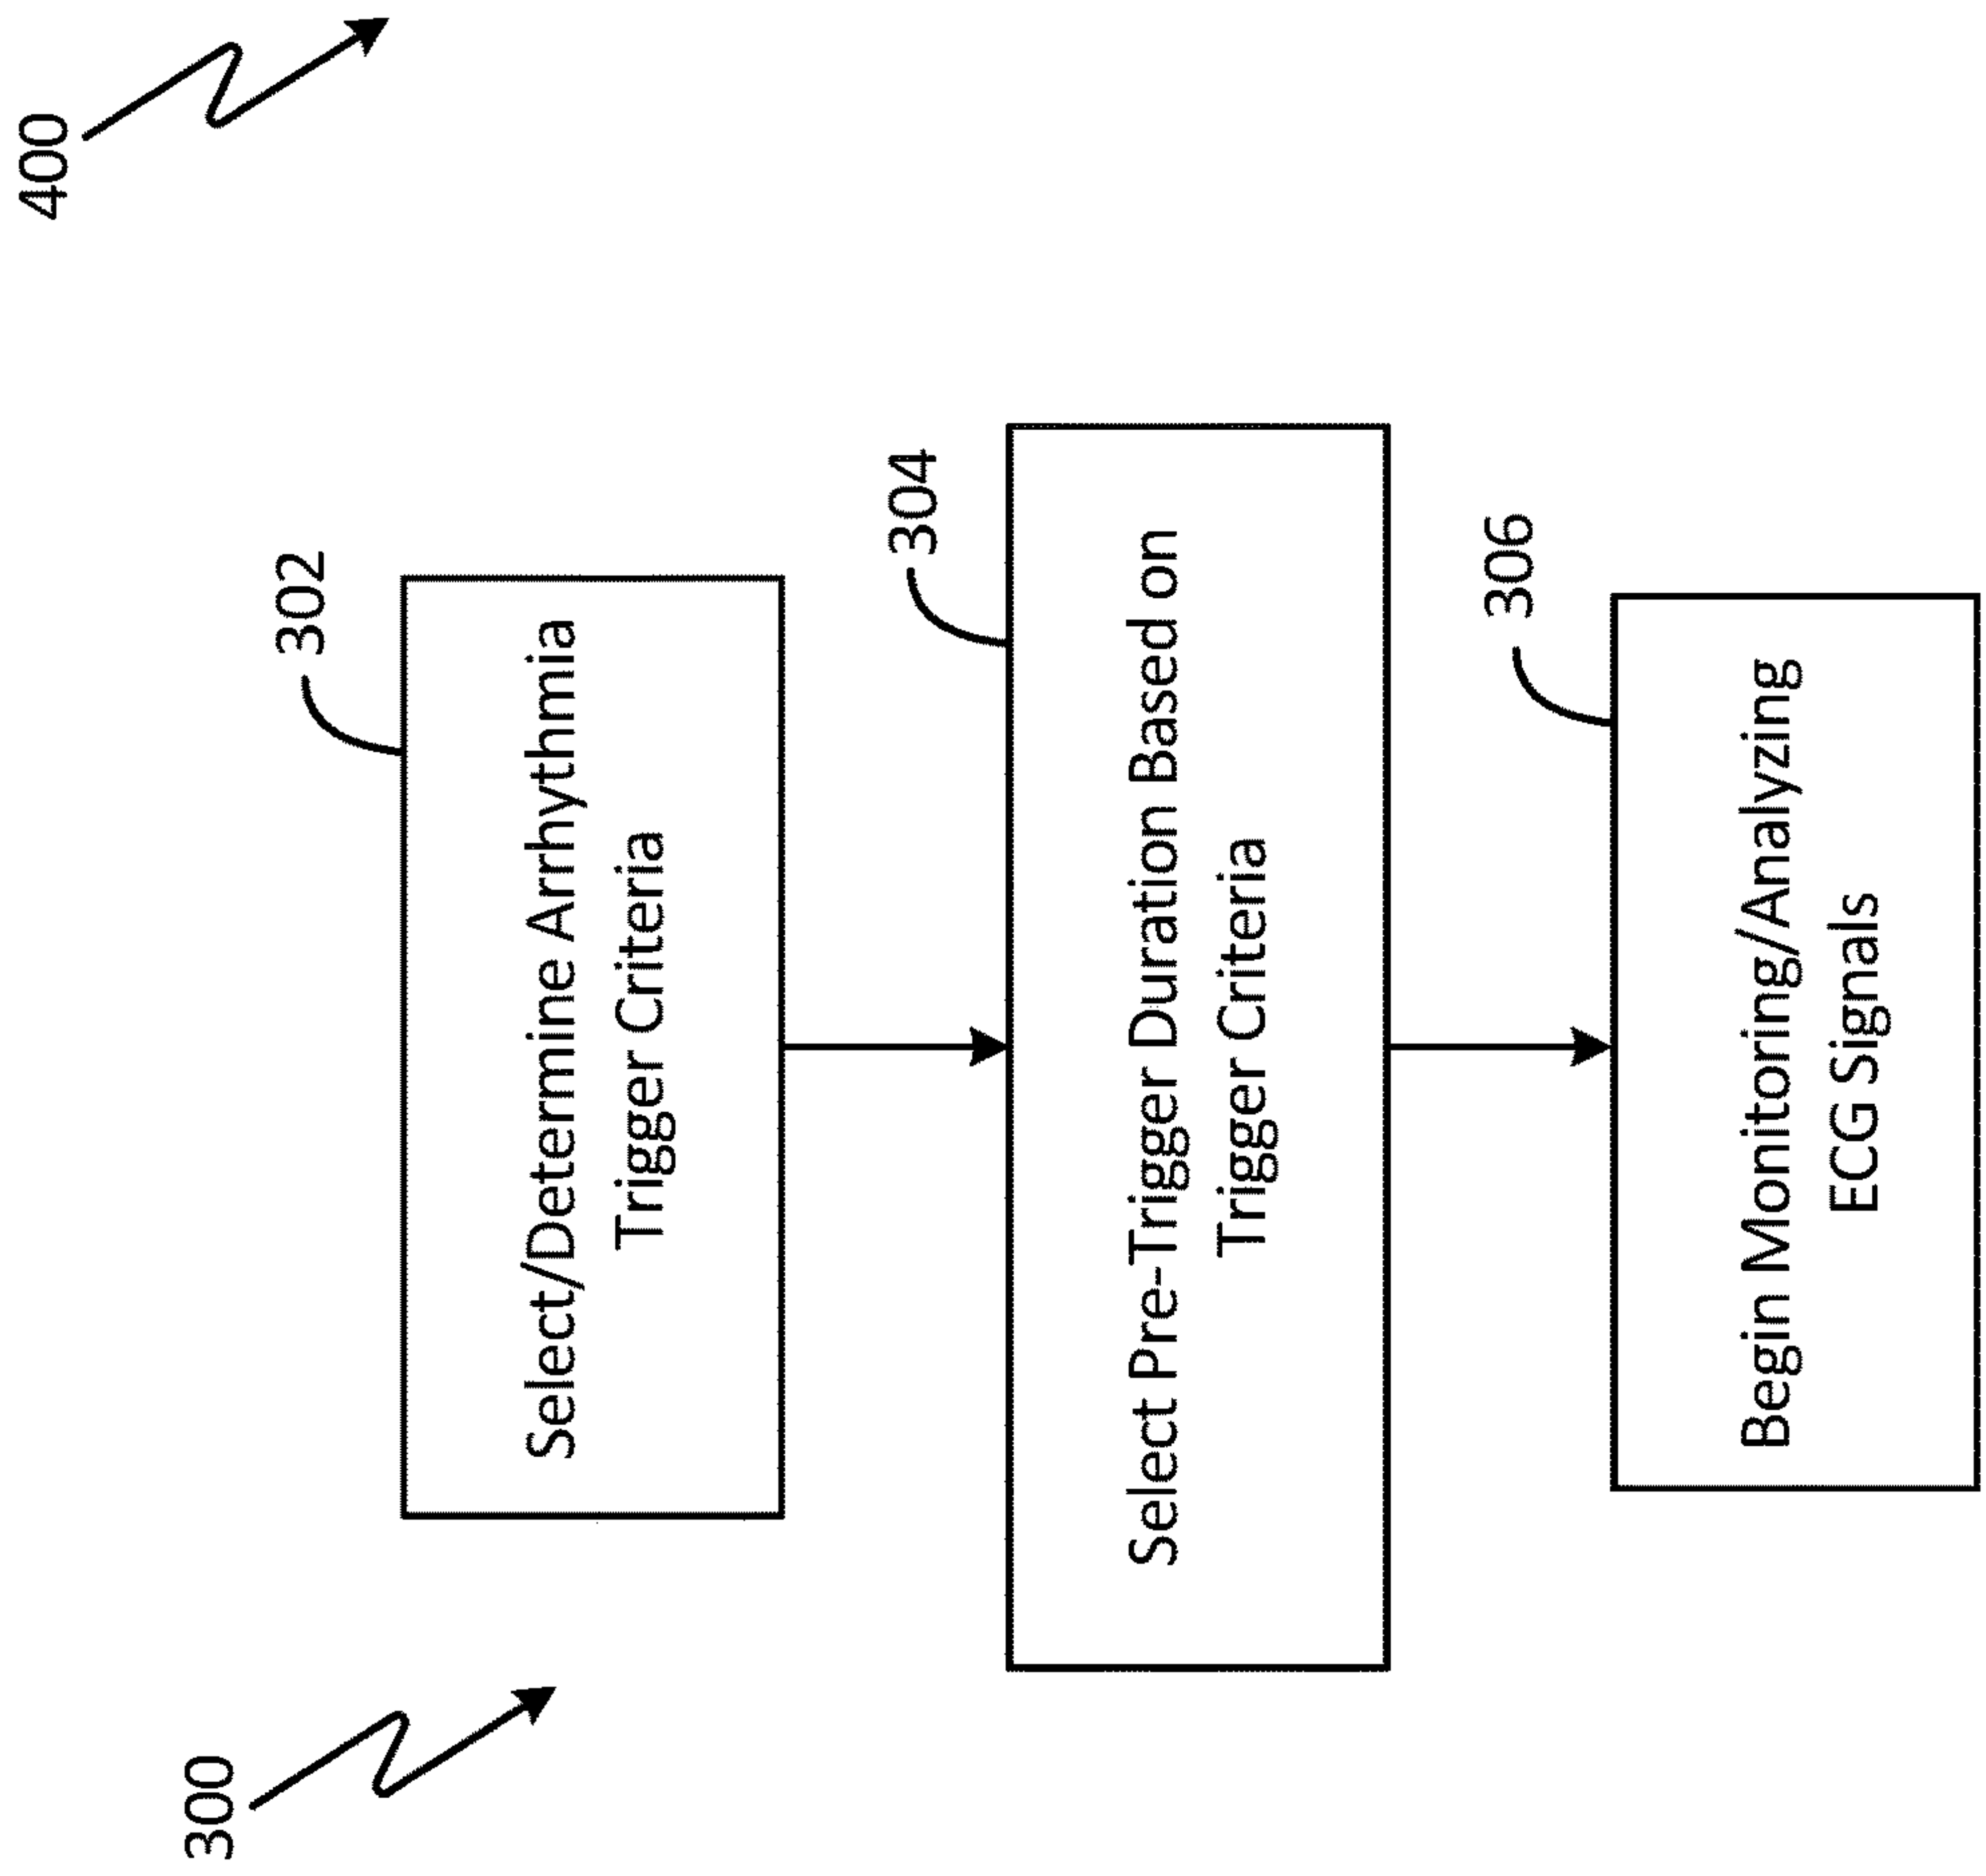 400
300
302
Select/Determine Arrhythmia
Trigger Criteria
304
Select Pre-Trigger Duration Based on
Trigger Criteria
306
Begin Monitoring/Analyzing
ECG Signals